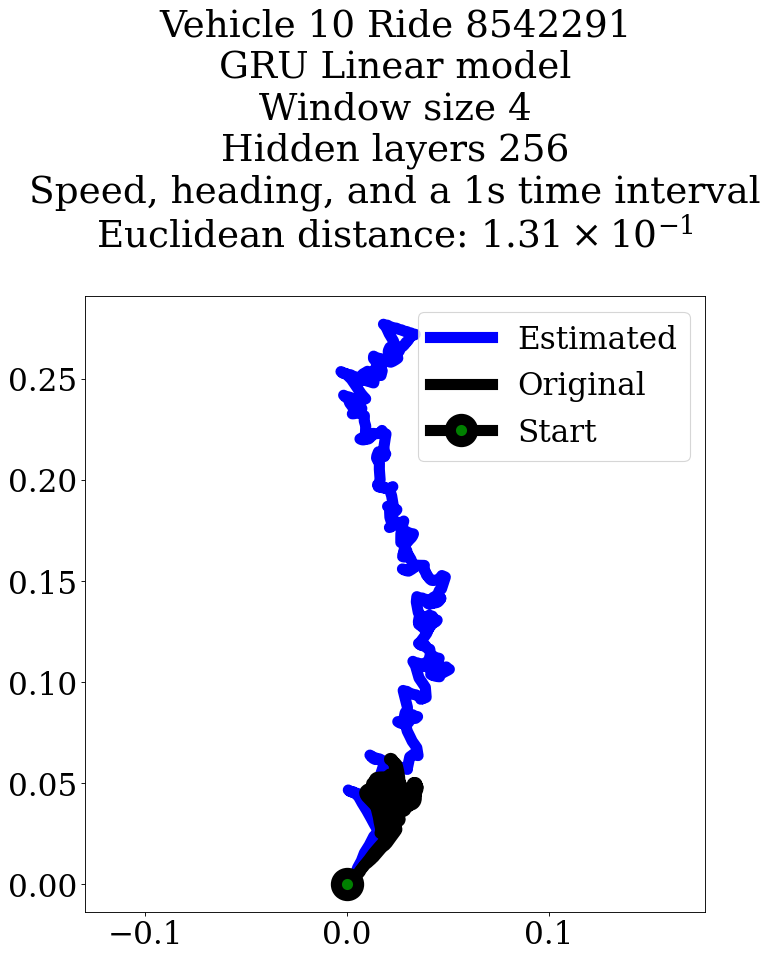 Vehicle 10 Ride 8542291
GRU Linear model
Window size 4
Hidden layers 256
Speed, heading, and a 1s time interval
Euclidean distance: 1.31 × 10⁻¹
Estimated
Original
Start
0.25
0.20
0.15
0.10
0.05
0.00
−0.1 0.0 0.1